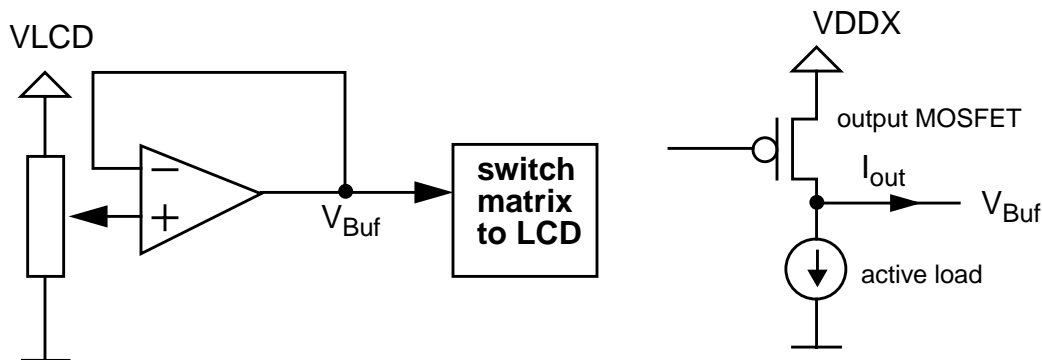 VLCD
−
+
V_Buf
switch
matrix
to LCD
VDDX
output MOSFET
I_out
V_Buf
active load